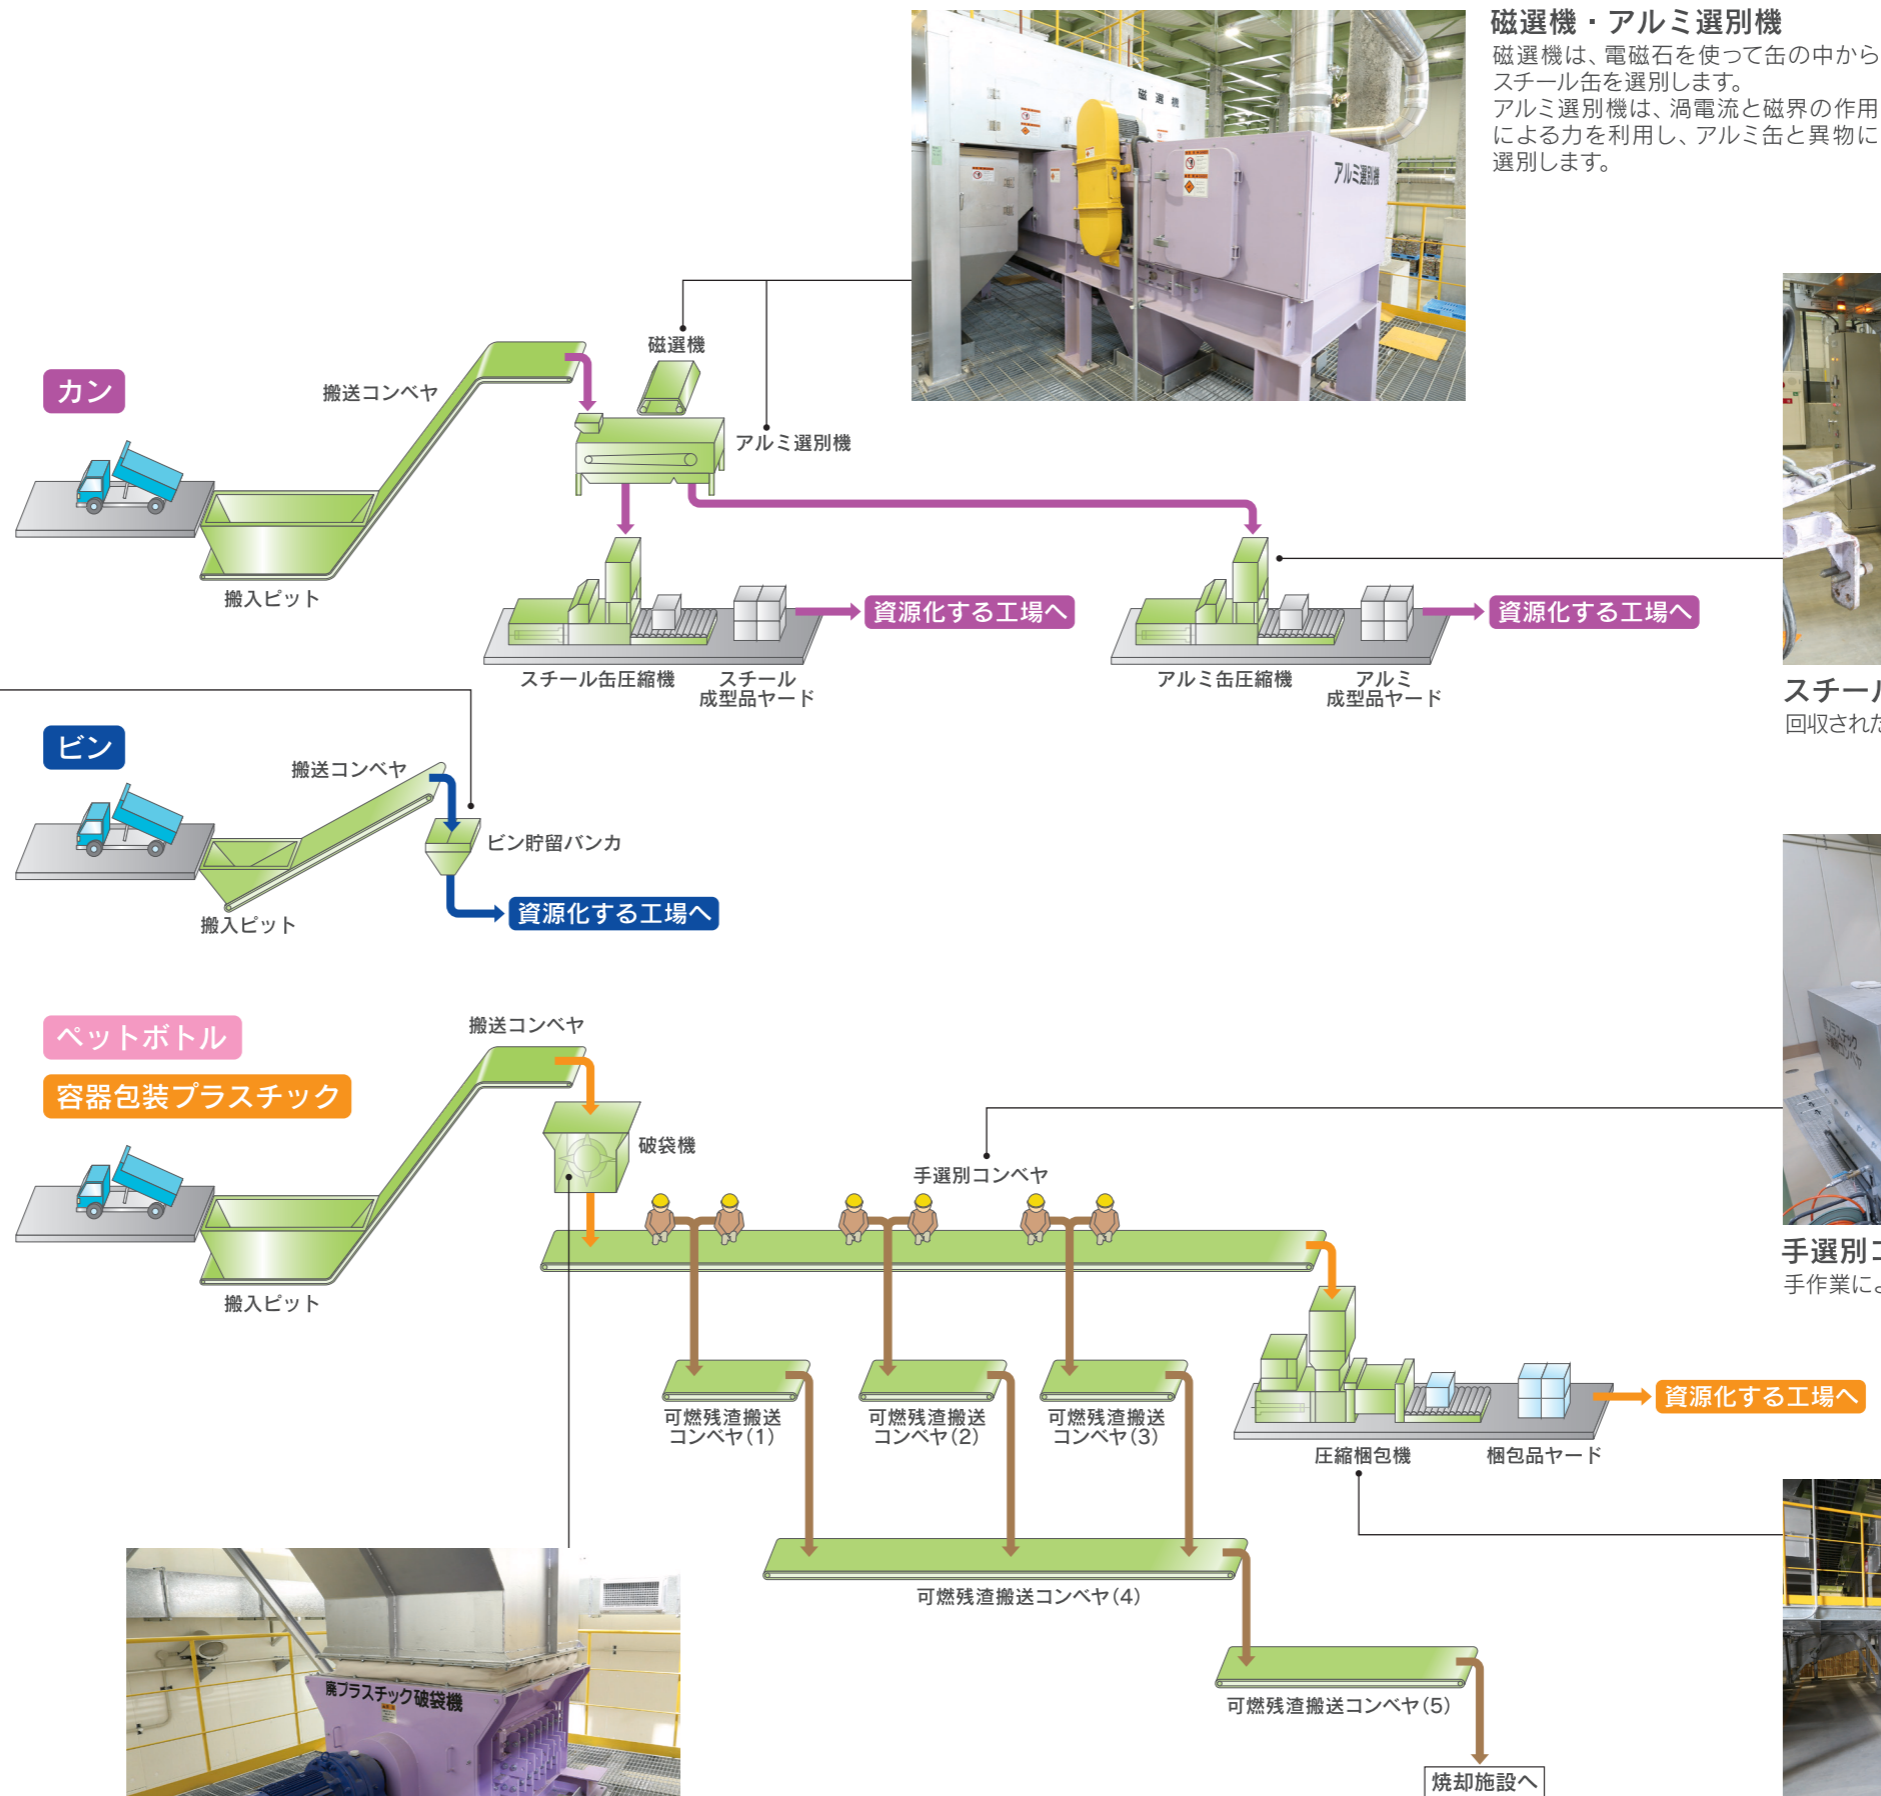 磁選機・アルミ選別機
磁選機は、電磁石を使って缶の中から
スチール缶を選別します。
アルミ選別機は、渦電流と磁界の作用
による力を利用し、アルミ缶と異物に
選別します。
磁選機
アルミ選別機
カン
搬送コンベヤ
磁選機
アルミ選別機
搬入ピット
資源化する工場へ
資源化する工場へ
スチール缶圧縮機
スチール
成型品ヤード
アルミ缶圧縮機
アルミ
成型品ヤード
スチール
回収された
ビン
搬送コンベヤ
ビン貯留バンカ
搬入ピット
資源化する工場へ
ペットボトル
容器包装プラスチック
搬送コンベヤ
破袋機
手選別コンベヤ
搬入ピット
手選別コ
手作業によ
可燃残渣搬送
コンベヤ(1)
可燃残渣搬送
コンベヤ(2)
可燃残渣搬送
コンベヤ(3)
資源化する工場へ
圧縮梱包機
梱包品ヤード
可燃残渣搬送コンベヤ(4)
廃プラスチック破袋機
可燃残渣搬送コンベヤ(5)
焼却施設へ